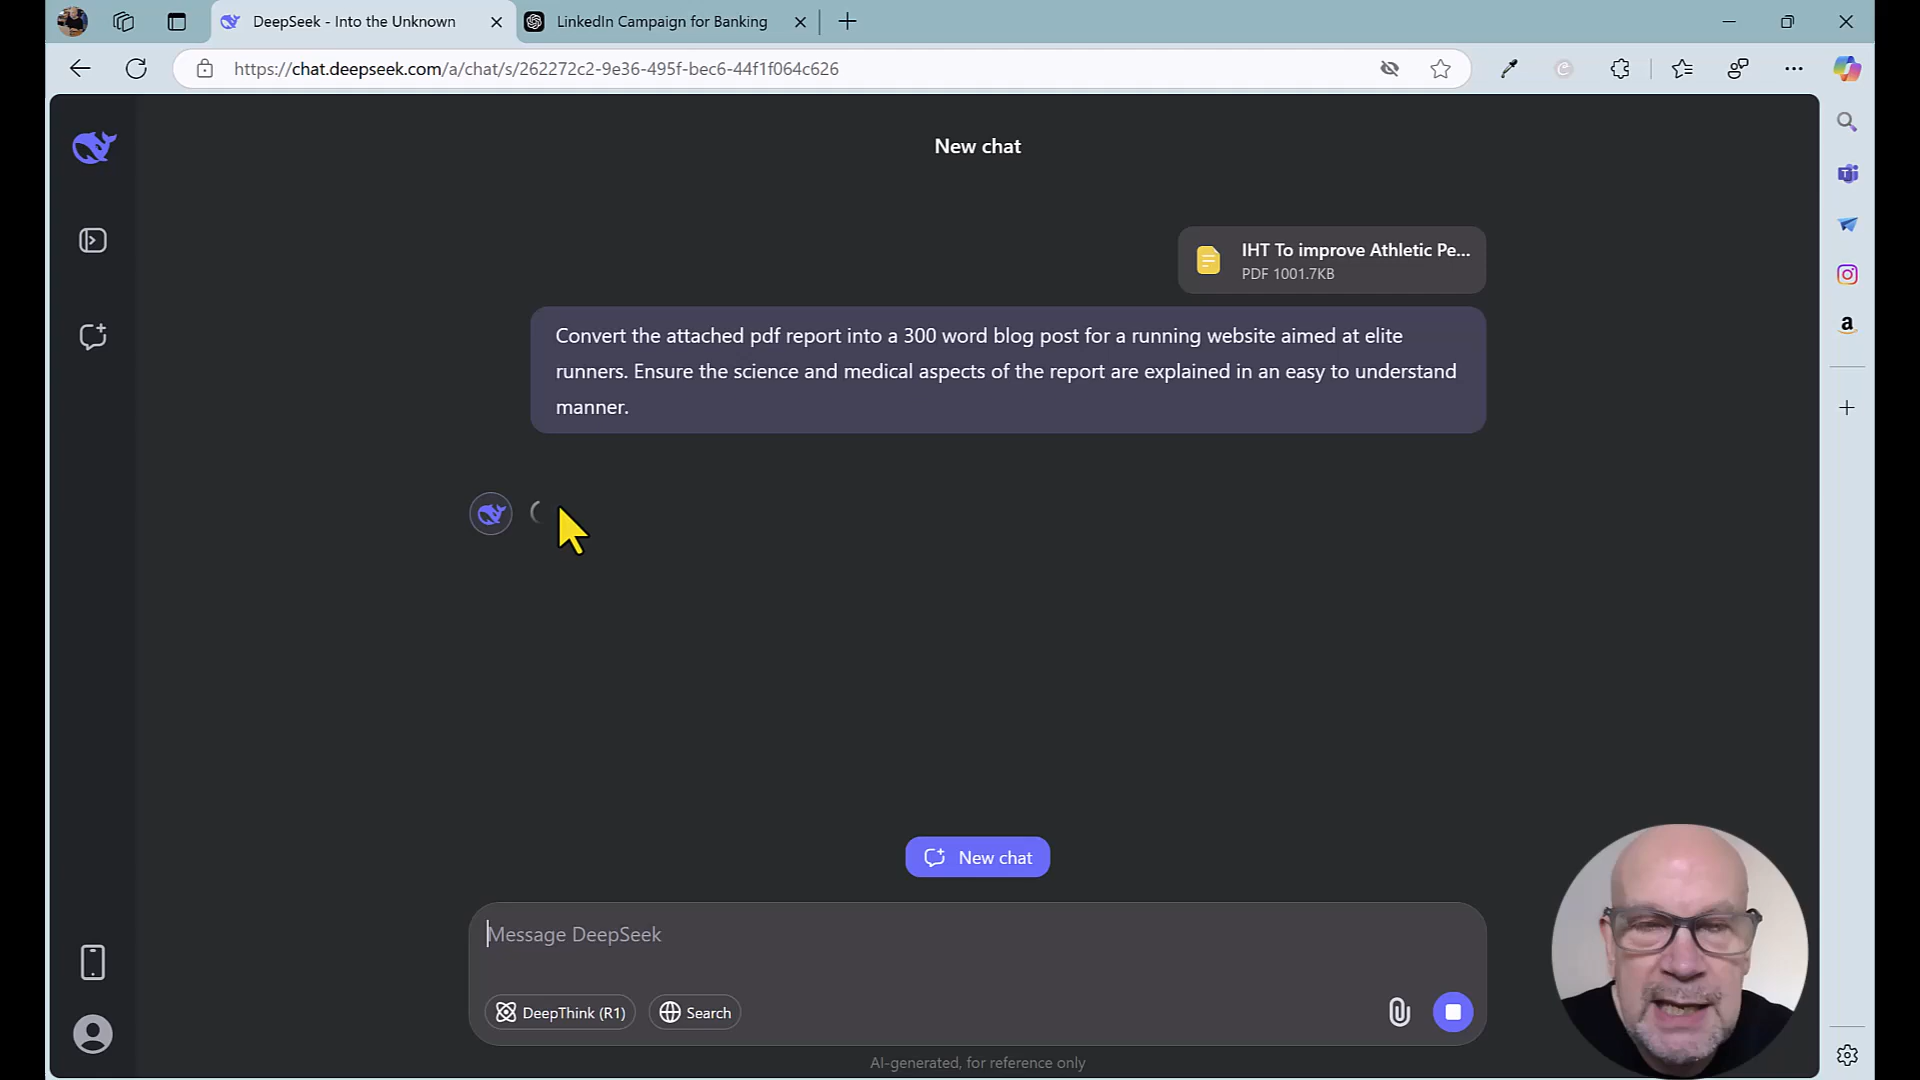 DeepSeek - Into the Unknown
LinkedIn Campaign for Banking
https://chat.deepseek.com/a/chat/s/262272c2-9e36-495f-bec6-44f1f064c626
New chat
IHT To improve Athletic Pe...
PDF 1001.7KB
Convert the attached pdf report into a 300 word blog post for a running website aimed at elite
runners. Ensure the science and medical aspects of the report are explained in an easy to understand
manner.
New chat
Message DeepSeek
DeepThink (R1)
Search
AI-generated, for reference only